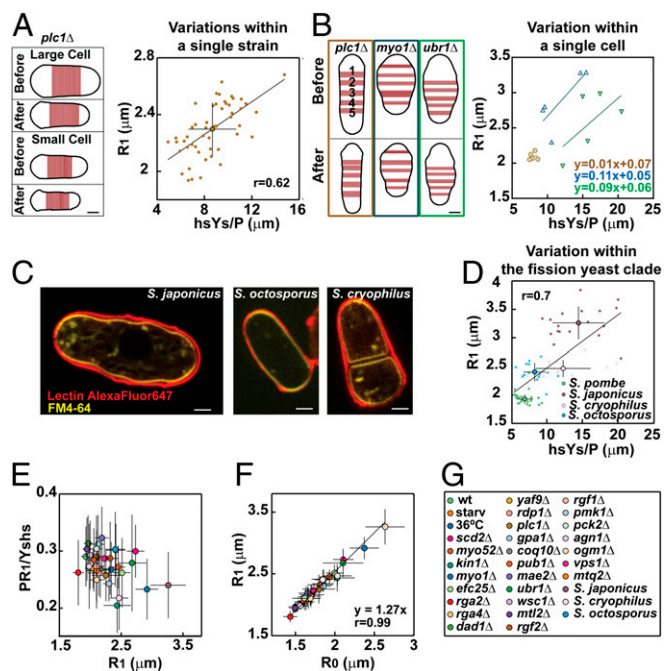 A
plc1Δ
Variations within
a single strain
Large Cell
Before
After
Small Cell
Before
After
R1 (μm)
2.8
2.4
2
4 8 12 16
r=0.62
hsYs/P (μm)
B
plc1Δ myo1Δ ubr1Δ
Before
After
1
2
3
4
5
Variation within
a single cell
R1 (μm)
3.5
3
2.5
2
1.5
5 10 15 20 25
y=0.01x+0.07
y=0.11x+0.05
y=0.09x+0.06
hsYs/P (μm)
C
S. japonicus
S. octosporus
S. cryophilus
Lectin AlexaFluor647
FM4-64
D
Variation within
the fission yeast clade
r=0.7
R1 (μm)
4
3.5
3
2.5
2
1.5
5 10 15 20 25
S. pombe
S. japonicus
S. cryophilus
S. octosporus
hsYs/P (μm)
E
PR1/Yshs
0.4
0.3
0.2
1.5 2.5 3.5
R1 (μm)
F
R1 (μm)
3.5
2.5
1.5
1.5 2 2.5 3
y = 1.27x
r=0.99
R0 (μm)
G
wt yaf9Δ rgf1Δ
starv rdp1Δ pmk1Δ
36ºC plc1Δ pck2Δ
scd2Δ gpa1Δ agn1Δ
myo52Δ coq10Δ ogm1Δ
kin1Δ pub1Δ vps1Δ
myo1Δ mae2Δ mtq2Δ
efc25Δ ubr1Δ S. japonicus
rga2Δ wsc1Δ S. cryophilus
rga4Δ mtl2Δ S. octosporus
dad1Δ rgf2Δ